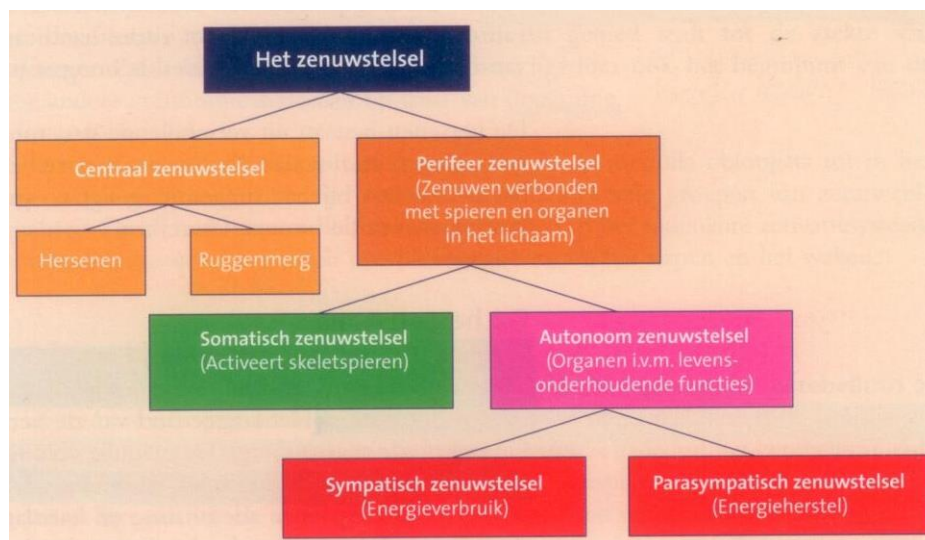 Het zenuwstelsel
Centraal zenuwstelsel
Perifeer zenuwstelsel
(Zenuwen verbonden
met spieren en organen
in het lichaam)
Hersenen
Ruggenmerg
Somatisch zenuwstelsel
(Activeert skeletspieren)
Autonoom zenuwstelsel
(Organen i.v.m. levens-
onderhoudende functies)
Sympatisch zenuwstelsel
(Energieverbruik)
Parasympatisch zenuwstelsel
(Energieherstel)